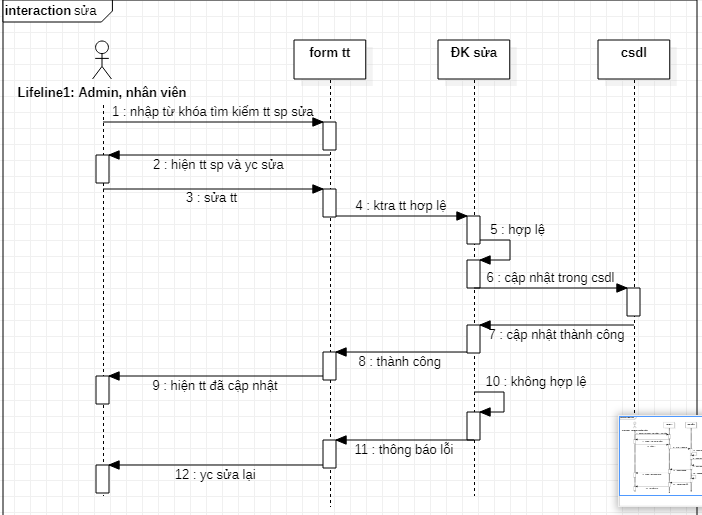 interaction sửa
form tt
ĐK sửa
csdl
Lifeline1: Admin, nhân viên
1 : nhập từ khóa tìm kiếm tt sp sửa
2 : hiện tt sp và yc sửa
3 : sửa tt
4 : ktra tt hợp lệ
5 : hợp lệ
6 : cập nhật trong csdl
7 : cập nhật thành công
8 : thành công
9 : hiện tt đã cập nhật
10 : không hợp lệ
11 : thông báo lỗi
12 : yc sửa lại